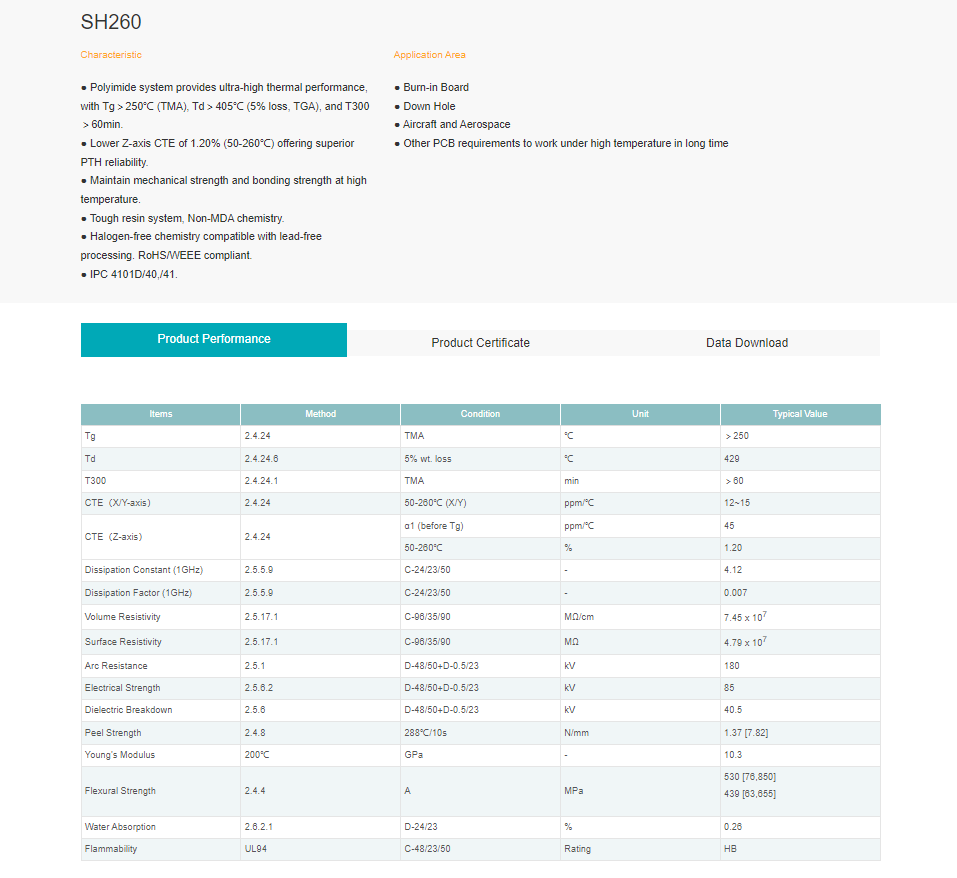 SH260
Characteristic
Application Area
● Polyimide system provides ultra-high thermal performance,
with Tg＞250℃ (TMA), Td＞405℃ (5% loss, TGA), and T300
＞60min.
● Lower Z-axis CTE of 1.20% (50-260℃) offering superior
PTH reliability.
● Maintain mechanical strength and bonding strength at high
temperature.
● Tough resin system, Non-MDA chemistry.
● Halogen-free chemistry compatible with lead-free
processing. RoHS/WEEE compliant.
● IPC 4101D/40,/41.
● Burn-in Board
● Down Hole
● Aircraft and Aerospace
● Other PCB requirements to work under high temperature in long time
Product Performance Product Certificate Data Download
Items Method Condition Unit Typical Value
Tg 2.4.24 TMA ℃ ＞250
Td 2.4.24.6 5% wt. loss ℃ 429
T300 2.4.24.1 TMA min ＞60
CTE（X/Y-axis） 2.4.24 50-260℃ (X/Y) ppm/℃ 12~15
CTE（Z-axis） 2.4.24 α1 (before Tg) ppm/℃ 45
50-260℃ % 1.20
Dissipation Constant (1GHz) 2.5.5.9 C-24/23/50 - 4.12
Dissipation Factor (1GHz) 2.5.5.9 C-24/23/50 - 0.007
Volume Resistivity 2.5.17.1 C-96/35/90 MΩ/cm 7.45 x 10⁷
Surface Resistivity 2.5.17.1 C-96/35/90 MΩ 4.79 x 10⁷
Arc Resistance 2.5.1 D-48/50+D-0.5/23 kV 180
Electrical Strength 2.5.6.2 D-48/50+D-0.5/23 kV 85
Dielectric Breakdown 2.5.6 D-48/50+D-0.5/23 kV 40.5
Peel Strength 2.4.8 288℃/10s N/mm 1.37 [7.82]
Young's Modulus 200℃ GPa - 10.3
Flexural Strength 2.4.4 A MPa 530 [76,850]
439 [63,655]
Water Absorption 2.6.2.1 D-24/23 % 0.26
Flammability UL94 C-48/23/50 Rating HB